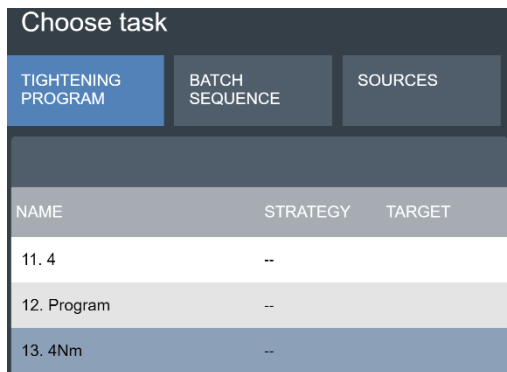 Choose task
TIGHTENING
PROGRAM
BATCH
SEQUENCE
SOURCES
NAME STRATEGY TARGET
11. 4 --
12. Program --
13. 4Nm --